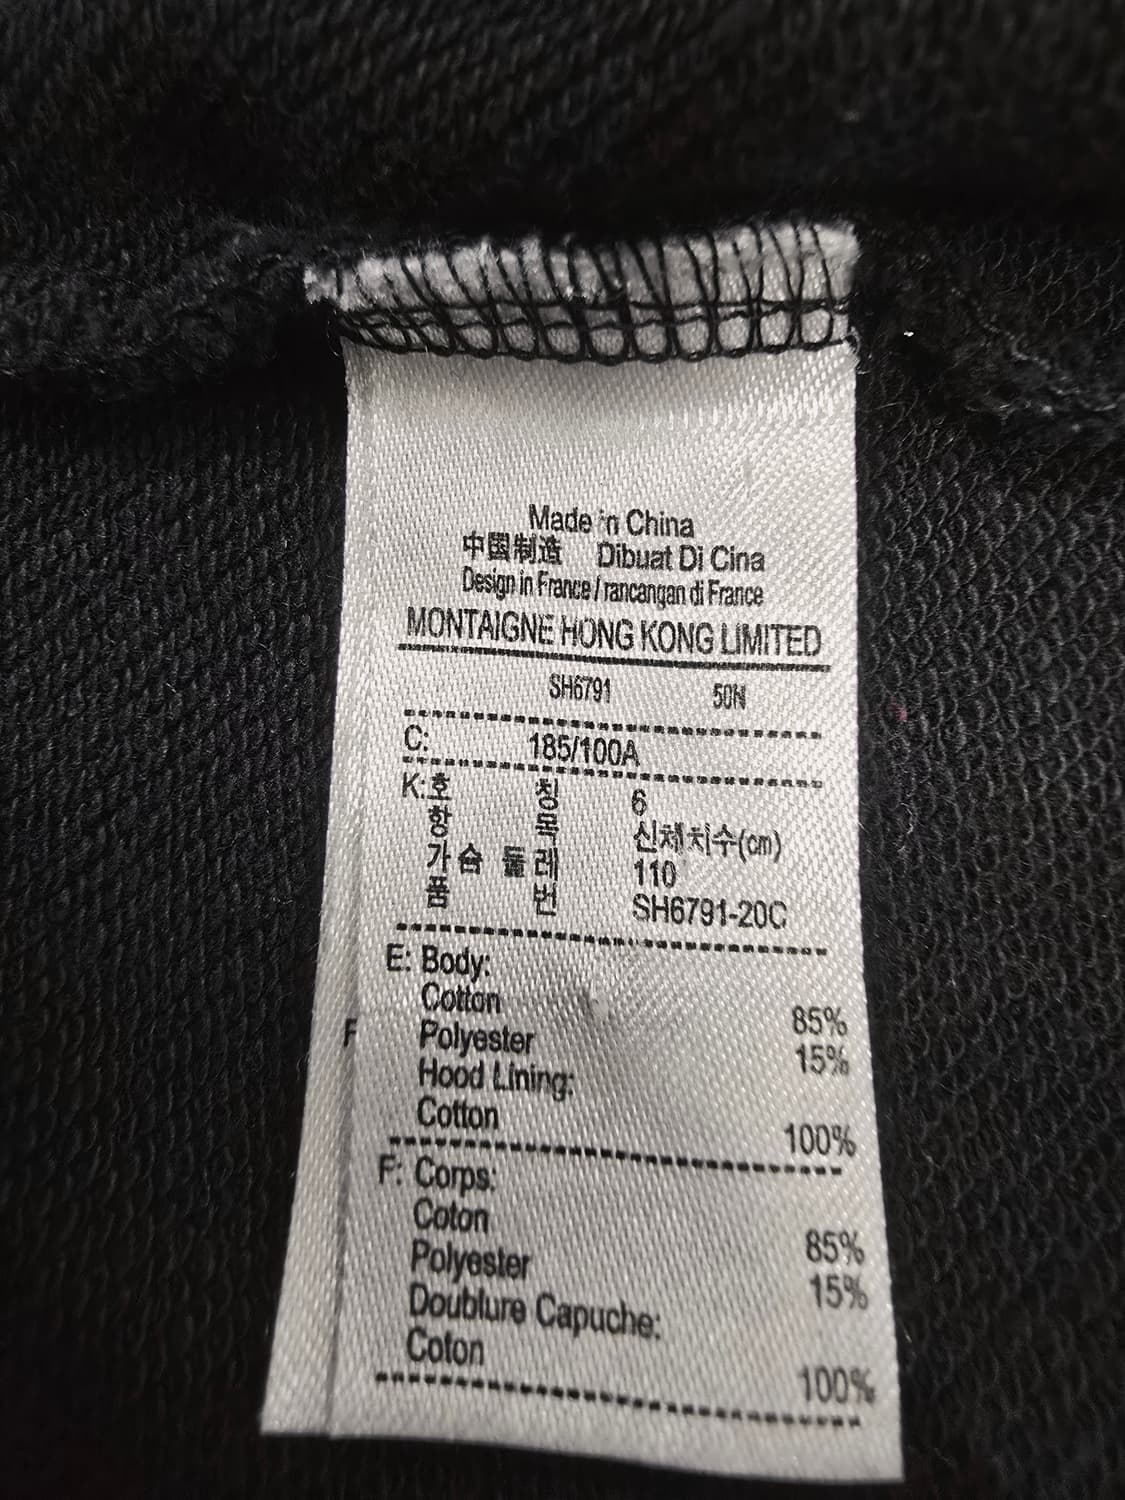 Made in China
中国制造 Dibuat Di Cina
Design in France / rancangan di France
MONTAIGNE HONG KONG LIMITED
SH6791 50N
C: 185/100A
K:호 칭 6
항 목 신체치수(cm)
가슴 둘레 110
품 번 SH6791-20C
E: Body:
Cotton 85%
F
Polyester 15%
Hood Lining:
Cotton 100%
F: Corps:
Coton 85%
Polyester 15%
Doublure Capuche:
Coton 100%